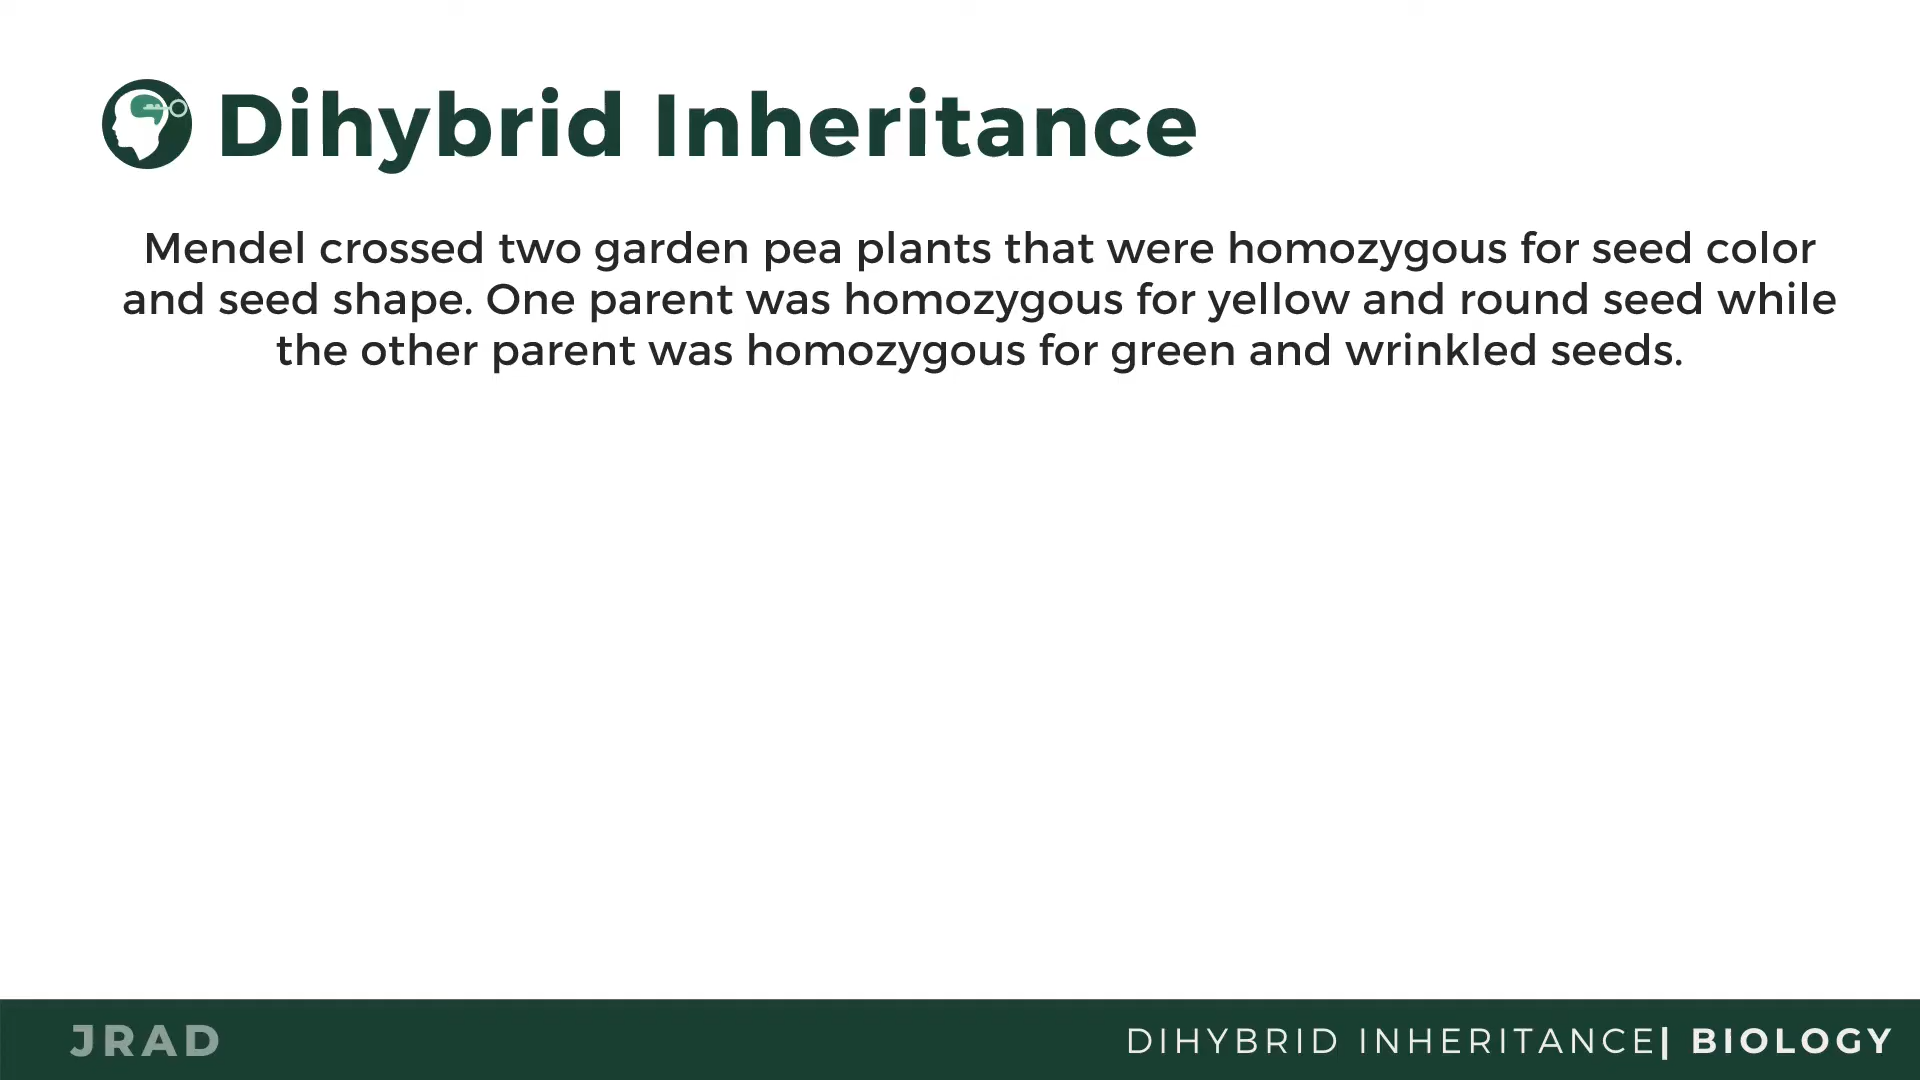 Dihybrid Inheritance
Mendel crossed two garden pea plants that were homozygous for seed color
and seed shape. One parent was homozygous for yellow and round seed while
the other parent was homozygous for green and wrinkled seeds.
JRAD
DIHYBRID INHERITANCE| BIOLOGY